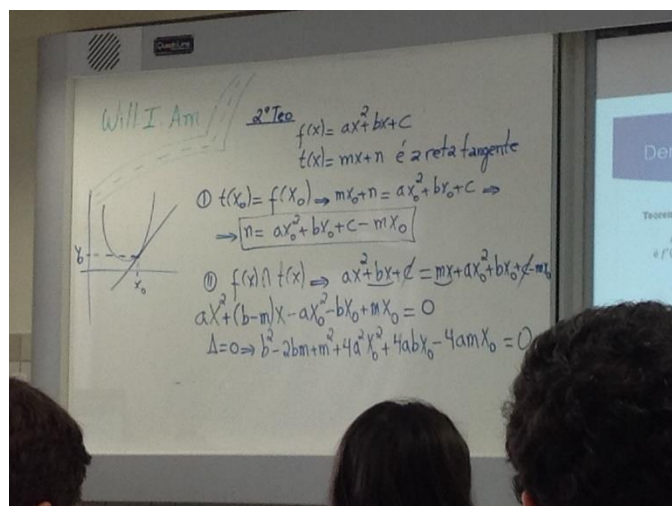 QuadriLine
Will I. Am
2º Teo
f(x)= ax²+bx+c
t(x)= mx+n é a reta tangente
Ⓘ t(x₀)= f(x₀) ⇒ mx₀+n = ax₀²+bx₀+c ⇒
⇒ n= ax₀²+bx₀+c-mx₀
Ⓘ f(x)∩t(x) ⇒ ax²+bx+c = mx+ax₀²+bx₀+c-mx₀
ax²+(b-m)x-ax₀²-bx₀+mx₀=0
Δ=0⇒b²-2bm+m²+4a²x₀²+4abx₀-4amx₀=0
y₀
x₀
Teorem